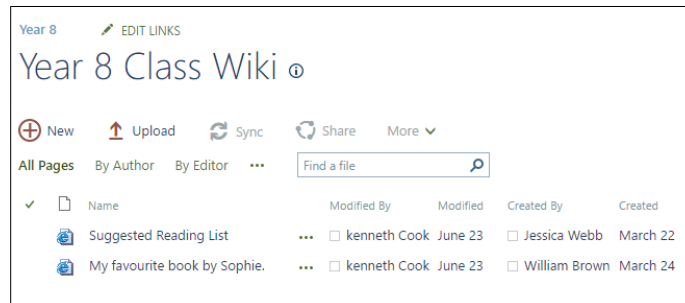 Year 8 EDIT LINKS
Year 8 Class Wiki
New Upload Sync Share More
All Pages By Author By Editor ••• Find a file
Name Modified By Modified Created By Created
Suggested Reading List ••• kenneth Cook June 23 Jessica Webb March 22
My favourite book by Sophie. ••• kenneth Cook June 23 William Brown March 24